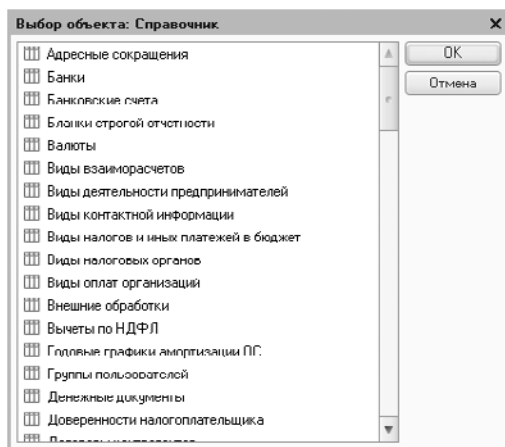 Выбор объекта: Справочник
Адресные сокращения
OK
Банки
Отмена
Банковские счета
Бланки строгой отчетности
Валюты
Виды взаиморасчетов
Виды деятельности предпринимателей
Виды контактной информации
Виды налогов и иных платежей в бюджет
Виды налоговых органов
Виды оплат организаций
Внешние обработки
Вычеты по НДФЛ
Годовые графики амортизации ОС
Группы пользователей
Денежные документы
Доверенности налогоплательщика